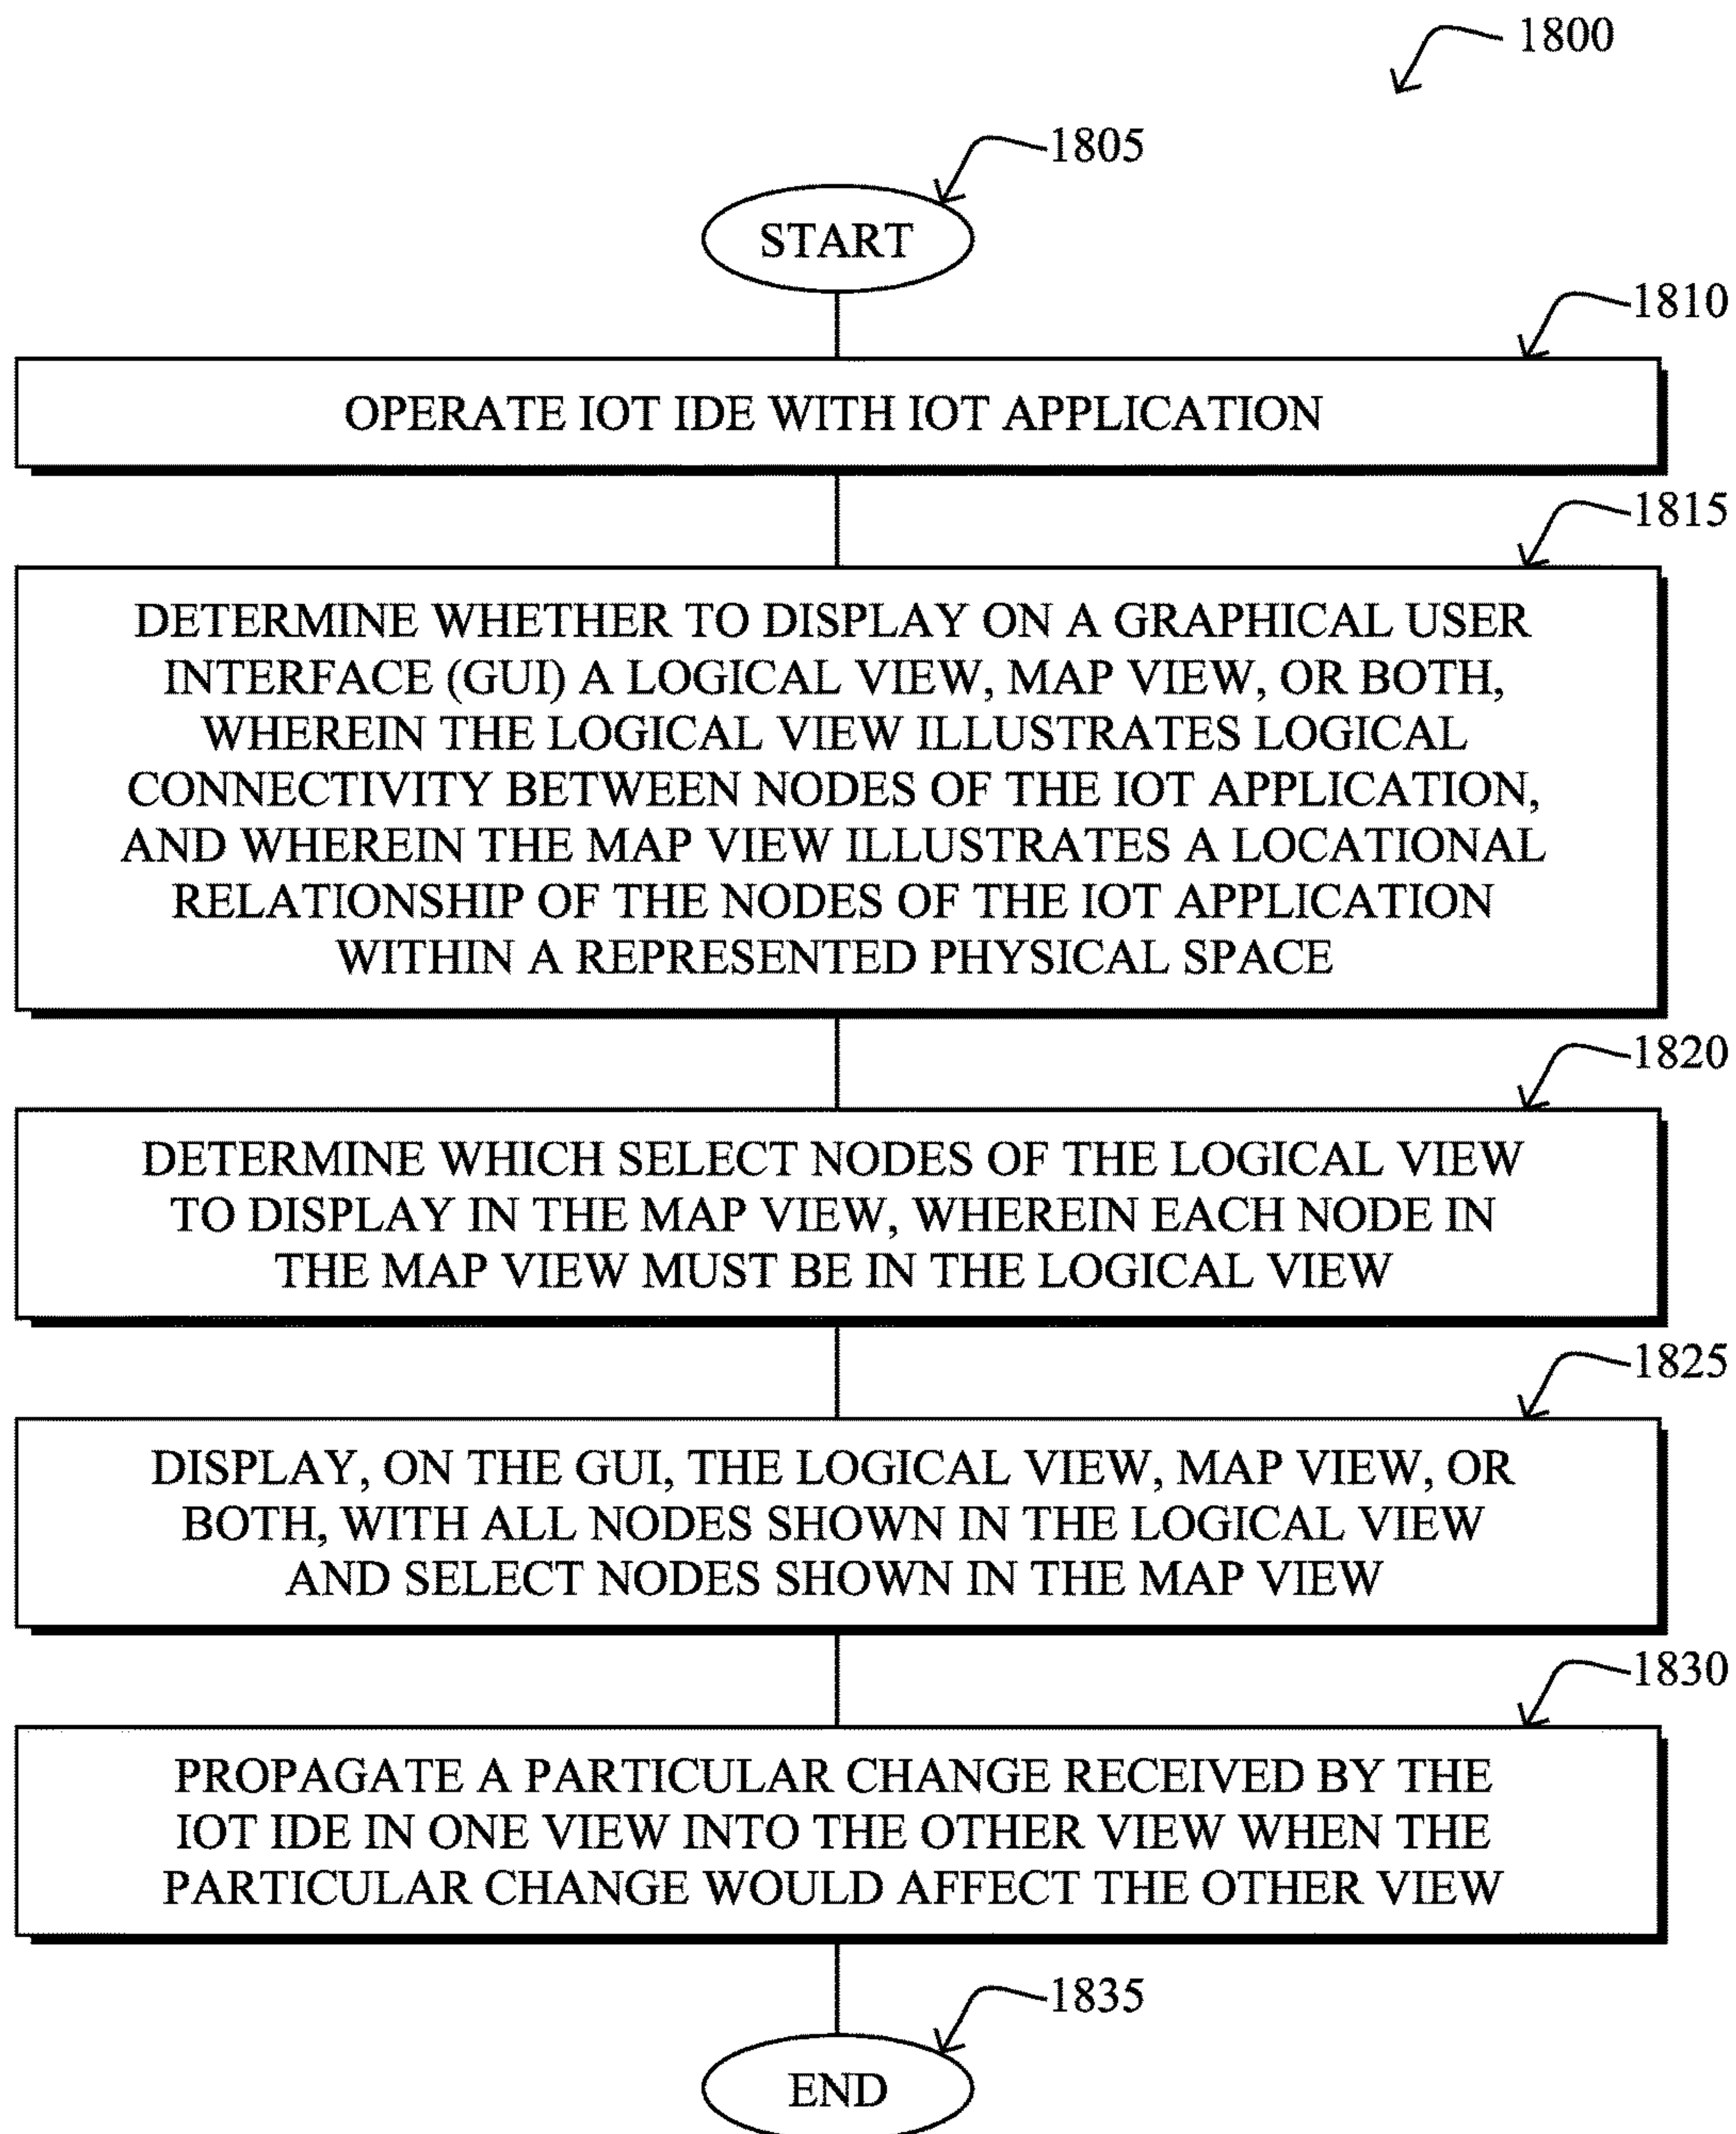 1800
1805
START
1810
OPERATE IOT IDE WITH IOT APPLICATION
1815
DETERMINE WHETHER TO DISPLAY ON A GRAPHICAL USER
INTERFACE (GUI) A LOGICAL VIEW, MAP VIEW, OR BOTH,
WHEREIN THE LOGICAL VIEW ILLUSTRATES LOGICAL
CONNECTIVITY BETWEEN NODES OF THE IOT APPLICATION,
AND WHEREIN THE MAP VIEW ILLUSTRATES A LOCATIONAL
RELATIONSHIP OF THE NODES OF THE IOT APPLICATION
WITHIN A REPRESENTED PHYSICAL SPACE
1820
DETERMINE WHICH SELECT NODES OF THE LOGICAL VIEW
TO DISPLAY IN THE MAP VIEW, WHEREIN EACH NODE IN
THE MAP VIEW MUST BE IN THE LOGICAL VIEW
1825
DISPLAY, ON THE GUI, THE LOGICAL VIEW, MAP VIEW, OR
BOTH, WITH ALL NODES SHOWN IN THE LOGICAL VIEW
AND SELECT NODES SHOWN IN THE MAP VIEW
1830
PROPAGATE A PARTICULAR CHANGE RECEIVED BY THE
IOT IDE IN ONE VIEW INTO THE OTHER VIEW WHEN THE
PARTICULAR CHANGE WOULD AFFECT THE OTHER VIEW
1835
END